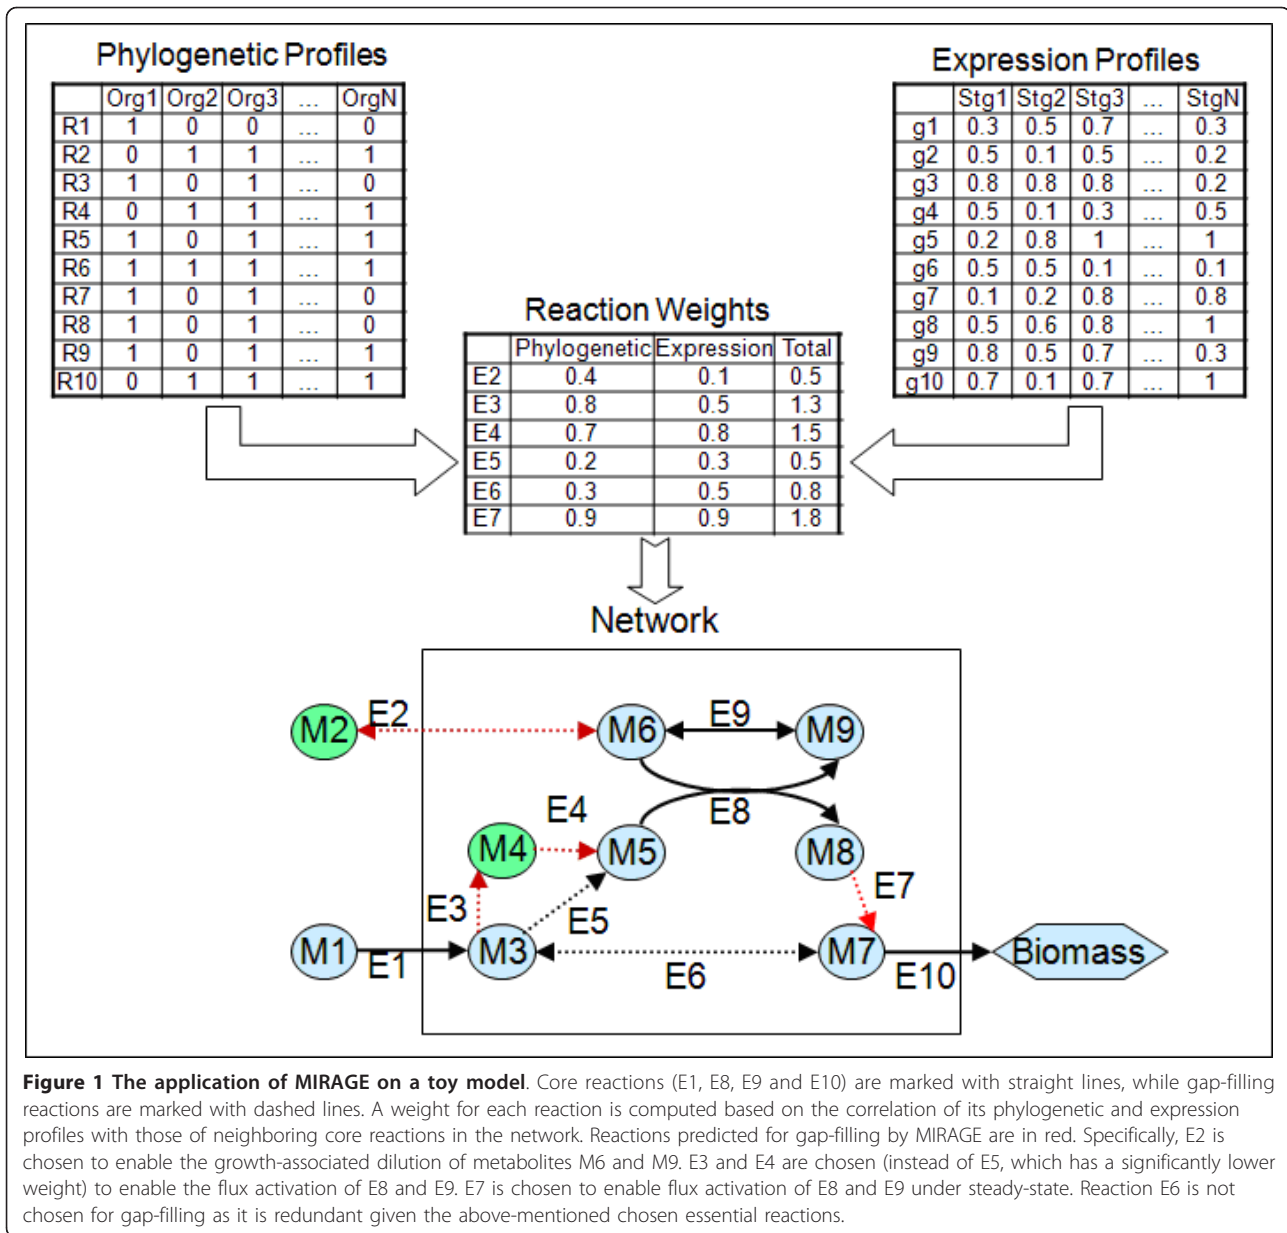 Phylogenetic Profiles
Org1 Org2 Org3 ... OrgN
R1 1 0 0 ... 0
R2 0 1 1 ... 1
R3 1 0 1 ... 0
R4 0 1 1 ... 1
R5 1 0 1 ... 1
R6 1 1 1 ... 1
R7 1 0 1 ... 0
R8 1 0 1 ... 0
R9 1 0 1 ... 1
R10 0 1 1 ... 1
Expression Profiles
Stg1 Stg2 Stg3 ... StgN
g1 0.3 0.5 0.7 ... 0.3
g2 0.5 0.1 0.5 ... 0.2
g3 0.8 0.8 0.8 ... 0.2
g4 0.5 0.1 0.3 ... 0.5
g5 0.2 0.8 1 ... 1
g6 0.5 0.5 0.1 ... 0.1
g7 0.1 0.2 0.8 ... 0.8
g8 0.5 0.6 0.8 ... 1
g9 0.8 0.5 0.7 ... 0.3
g10 0.7 0.1 0.7 ... 1
Reaction Weights
Phylogenetic Expression Total
E2 0.4 0.1 0.5
E3 0.8 0.5 1.3
E4 0.7 0.8 1.5
E5 0.2 0.3 0.5
E6 0.3 0.5 0.8
E7 0.9 0.9 1.8
Network
M2 E2 M6 E9 M9
E4 E8
M4 M5 M8
E3 E5 E7
M1 E1 M3 E6 M7 E10 Biomass
Figure 1 The application of MIRAGE on a toy model. Core reactions (E1, E8, E9 and E10) are marked with straight lines, while gap-filling
reactions are marked with dashed lines. A weight for each reaction is computed based on the correlation of its phylogenetic and expression
profiles with those of neighboring core reactions in the network. Reactions predicted for gap-filling by MIRAGE are in red. Specifically, E2 is
chosen to enable the growth-associated dilution of metabolites M6 and M9. E3 and E4 are chosen (instead of E5, which has a significantly lower
weight) to enable the flux activation of E8 and E9. E7 is chosen to enable flux activation of E8 and E9 under steady-state. Reaction E6 is not
chosen for gap-filling as it is redundant given the above-mentioned chosen essential reactions.